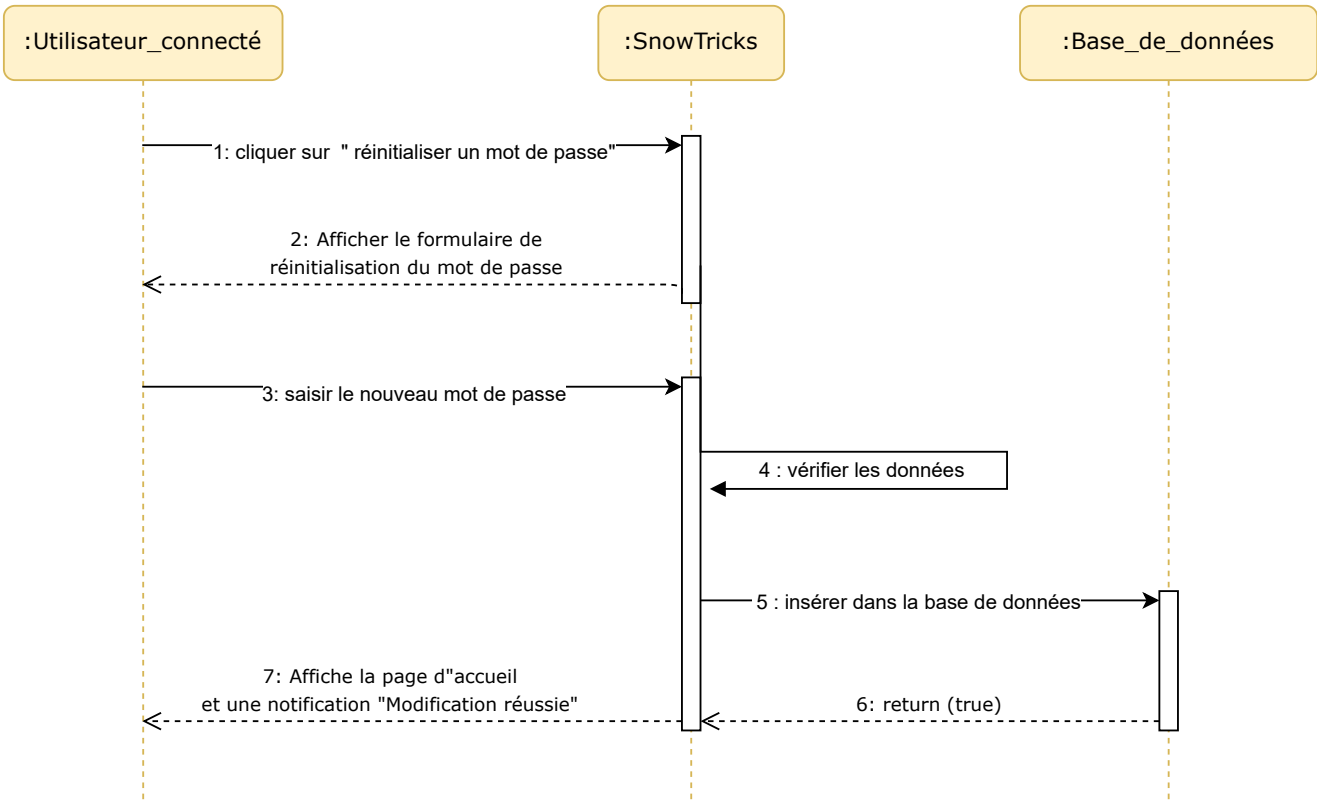 :Utilisateur_connecté
:SnowTricks
:Base_de_données
1: cliquer sur " réinitialiser un mot de passe"
2: Afficher le formulaire de
réinitialisation du mot de passe
3: saisir le nouveau mot de passe
4 : vérifier les données
5 : insérer dans la base de données
7: Affiche la page d"accueil
et une notification "Modification réussie"
6: return (true)